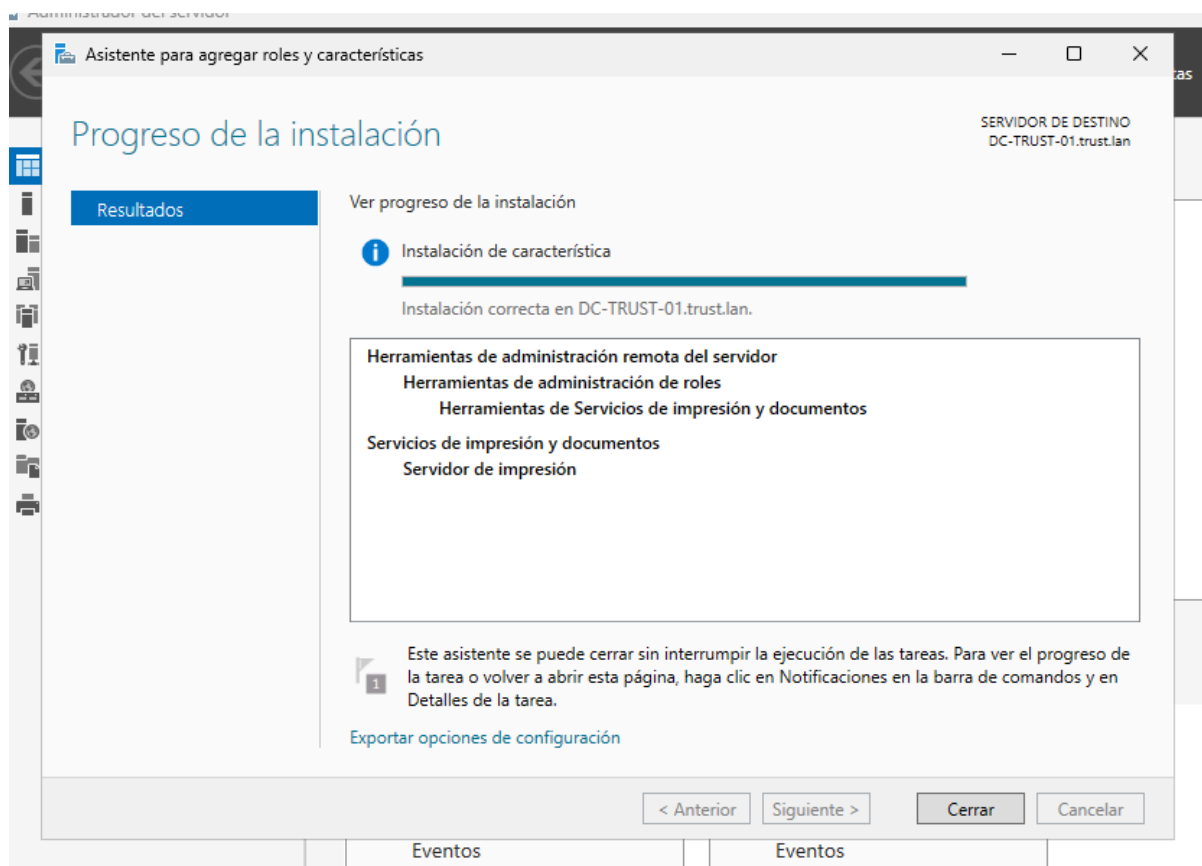 Administrador del servidor
Asistente para agregar roles y características
tas
Progreso de la instalación
SERVIDOR DE DESTINO
DC-TRUST-01.trust.lan
Resultados
Ver progreso de la instalación
Instalación de característica
Instalación correcta en DC-TRUST-01.trust.lan.
Herramientas de administración remota del servidor
Herramientas de administración de roles
Herramientas de Servicios de impresión y documentos
Servicios de impresión y documentos
Servidor de impresión
1
Este asistente se puede cerrar sin interrumpir la ejecución de las tareas. Para ver el progreso de
la tarea o volver a abrir esta página, haga clic en Notificaciones en la barra de comandos y en
Detalles de la tarea.
Exportar opciones de configuración
< Anterior
Siguiente >
Cerrar
Cancelar
Eventos
Eventos